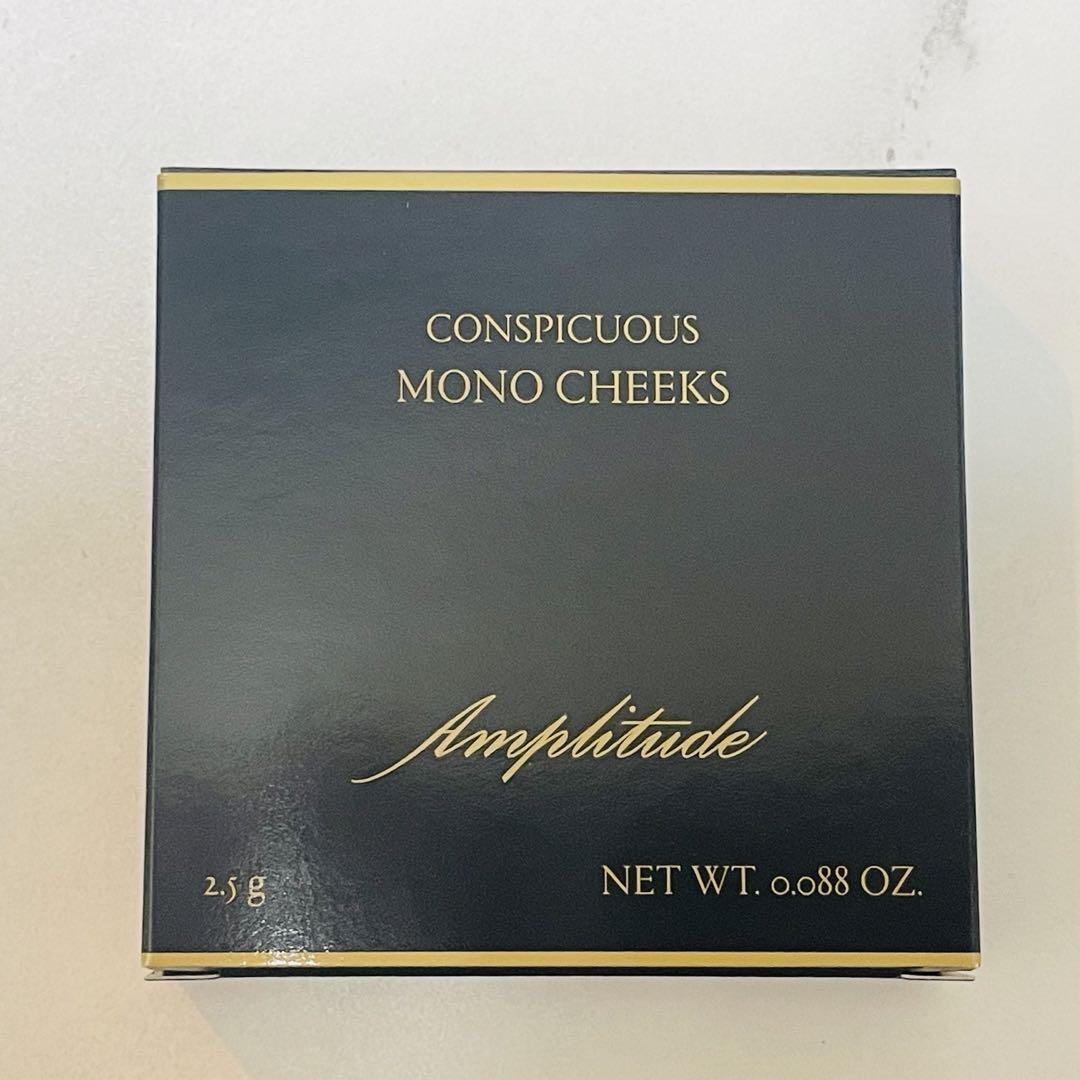 CONSPICUOUS
MONO CHEEKS
Amplitude
2.5 g NET WT. 0.088 OZ.